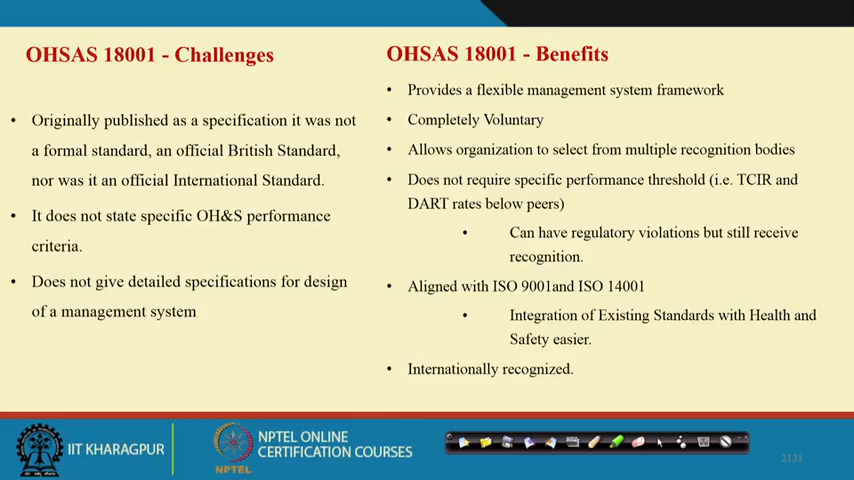 OHSAS 18001 - Challenges
• Originally published as a specification it was not
a formal standard, an official British Standard,
nor was it an official International Standard.
• It does not state specific OH&S performance
criteria.
• Does not give detailed specifications for design
of a management system
OHSAS 18001 - Benefits
• Provides a flexible management system framework
• Completely Voluntary
• Allows organization to select from multiple recognition bodies
• Does not require specific performance threshold (i.e. TCIR and
DART rates below peers)
• Can have regulatory violations but still receive
recognition.
• Aligned with ISO 9001and ISO 14001
• Integration of Existing Standards with Health and
Safety easier.
• Internationally recognized.
IIT KHARAGPUR
NPTEL
NPTEL ONLINE
CERTIFICATION COURSES
2121